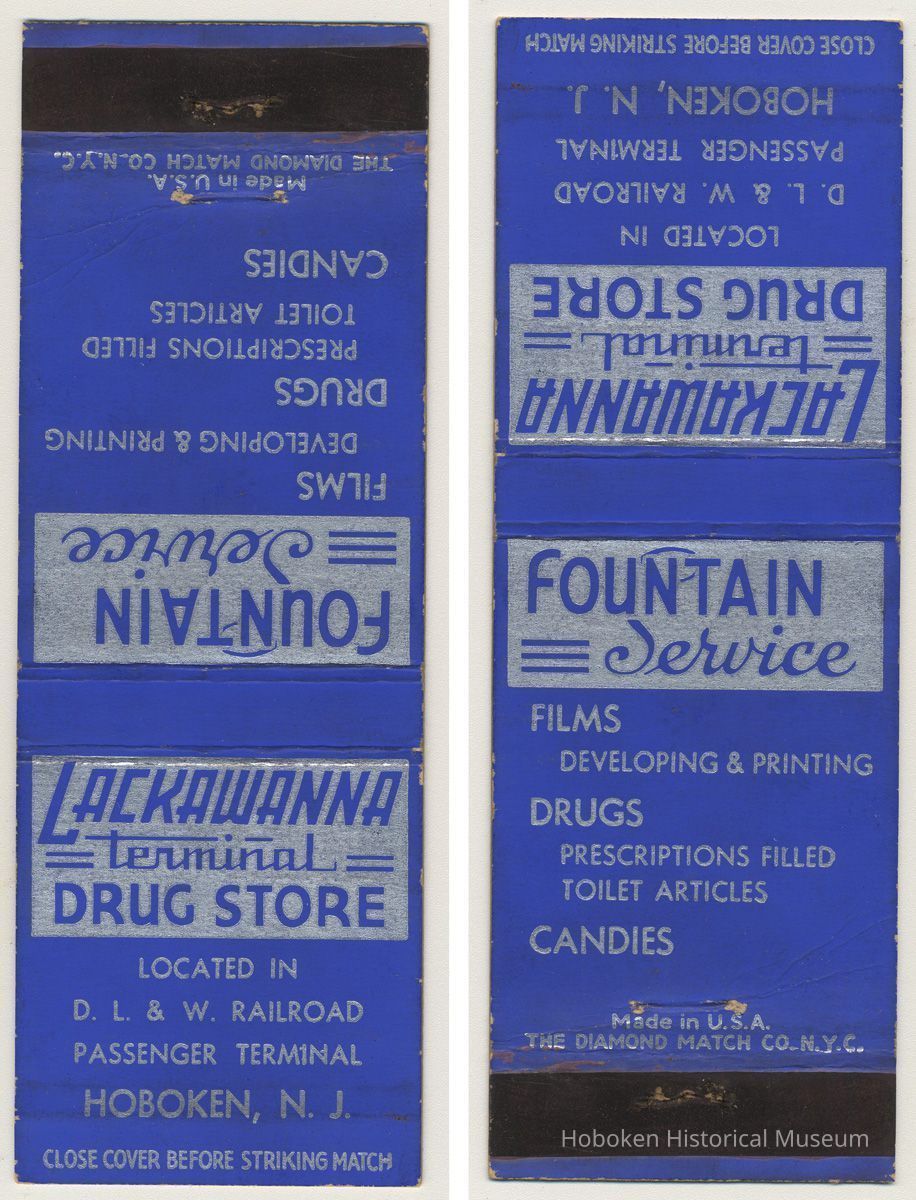 THE DIAMOND MATCH CO. N.Y.C.
Made in U.S.A.
CANDIES
TOILET ARTICLES
PRESCRIPTIONS FILLED
DRUGS
DEVELOPING & PRINTING
FILMS
Service
FOUNTAIN
LACKAWANNA
terminal
DRUG STORE
LOCATED IN
D. L. & W. RAILROAD
PASSENGER TERMINAL
HOBOKEN, N. J.
CLOSE COVER BEFORE STRIKING MATCH
CLOSE COVER BEFORE STRIKING MATCH
HOBOKEN, N. J.
PASSENGER TERMINAL
D. L. & W. RAILROAD
LOCATED IN
DRUG STORE
terminal
LACKAWANNA
FOUNTAIN
Service
FILMS
DEVELOPING & PRINTING
DRUGS
PRESCRIPTIONS FILLED
TOILET ARTICLES
CANDIES
Made in U.S.A.
THE DIAMOND MATCH CO. N.Y.C.
Hoboken Historical Museum